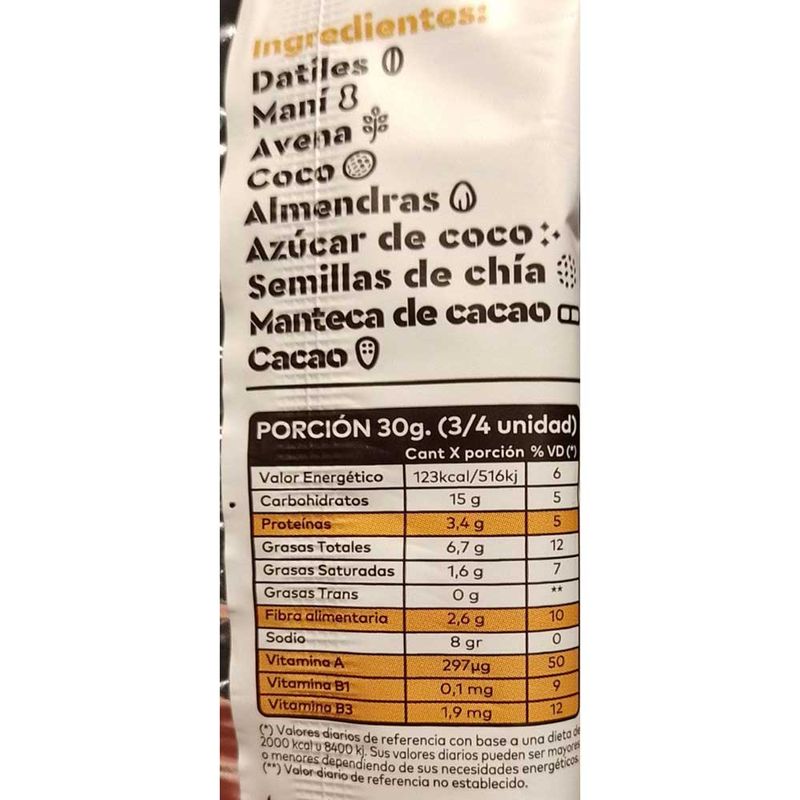 Ingredientes:
Datiles
Maní
Avena
Coco
Almendras
Azúcar de coco
Semillas de chía
Manteca de cacao
Cacao
PORCIÓN 30g. (3/4 unidad)
Cant X porción % VD (*)
Valor Energético 123kcal/516kj 6
Carbohidratos 15 g 5
Proteínas 3,4 g 5
Grasas Totales 6,7 g 12
Grasas Saturadas 1,6 g 7
Grasas Trans 0 g **
Fibra alimentaria 2,6 g 10
Sodio 8 gr 0
Vitamina A 297µg 50
Vitamina B1 0,1 mg 9
Vitamina B3 1,9 mg 12
(*) Valores diarios de referencia con base a una dieta de
2000 kcal u 8400 kj. Sus valores diarios pueden ser mayores
o menores dependiendo de sus necesidades energéticas.
(**) Valor diario de referencia no establecido.